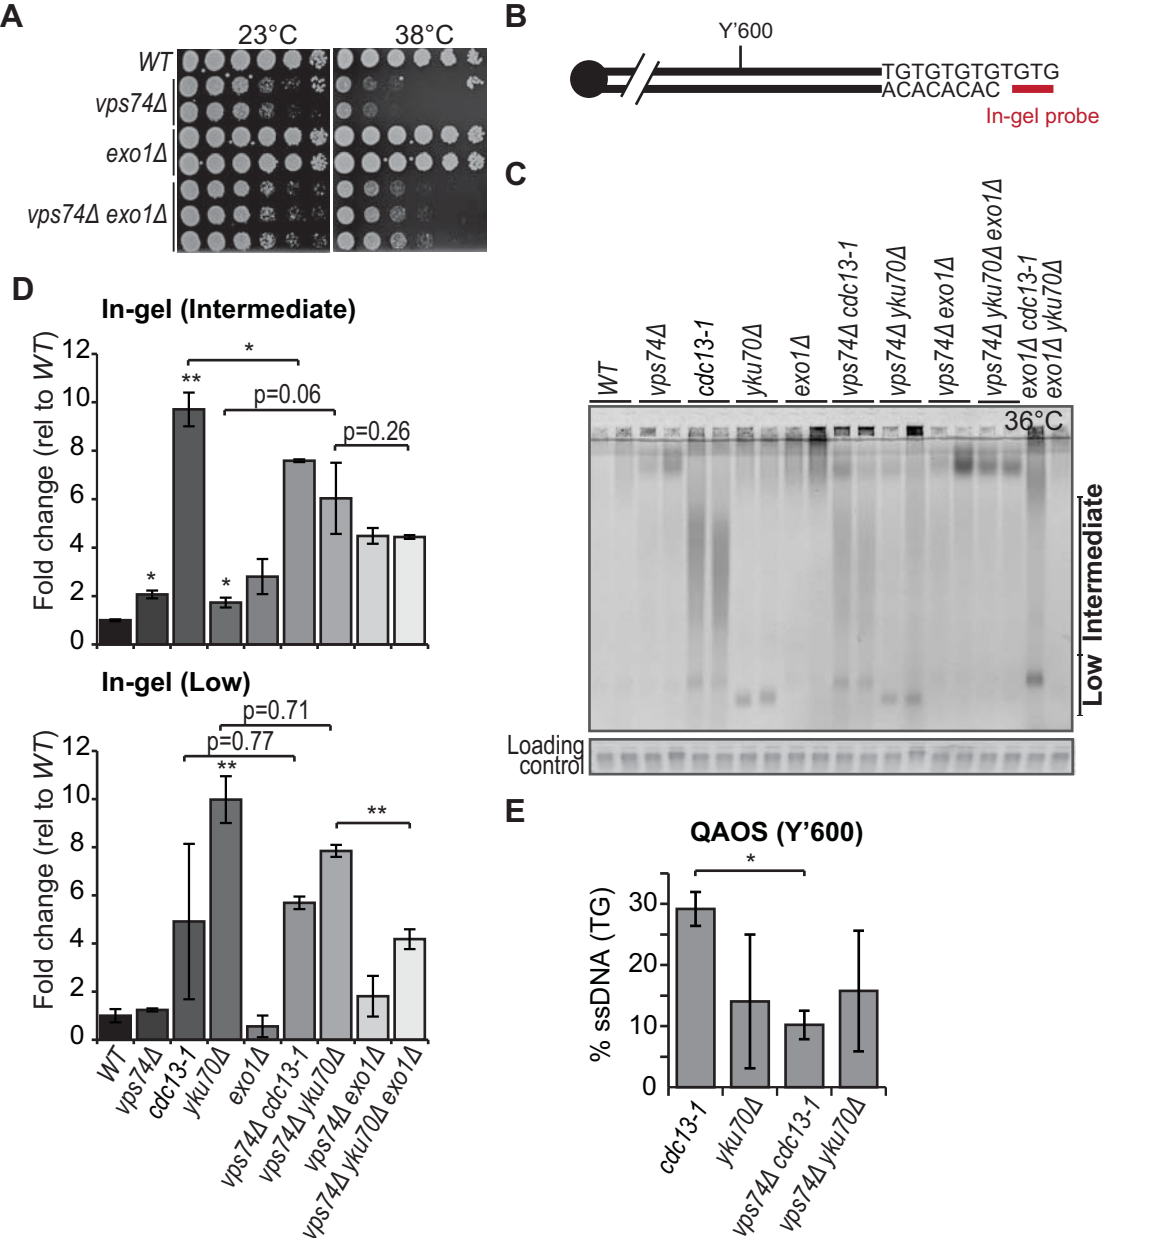 A
23°C
38°C
WT
vps74Δ
exo1Δ
vps74Δ exo1Δ
B
Y'600
TGTGTGTGTGTG
ACACACAC
In-gel probe
C
WT
vps74Δ
cdc13-1
yku70Δ
exo1Δ
vps74Δ cdc13-1
vps74Δ yku70Δ
vps74Δ exo1Δ
vps74Δ yku70Δ exo1Δ
exo1Δ cdc13-1
exo1Δ yku70Δ
36°C
Intermediate
Low
Loading
control
D
In-gel (Intermediate)
Fold change (rel to WT)
12
10
8
6
4
2
0
*
**
*
*
p=0.06
p=0.26
In-gel (Low)
Fold change (rel to WT)
12
10
8
6
4
2
0
p=0.71
p=0.77
**
**
WT
vps74Δ
cdc13-1
yku70Δ
exo1Δ
vps74Δ cdc13-1
vps74Δ yku70Δ
vps74Δ exo1Δ
vps74Δ yku70Δ exo1Δ
E
QAOS (Y'600)
% ssDNA (TG)
30
20
10
0
*
cdc13-1
yku70Δ
vps74Δ cdc13-1
vps74Δ yku70Δ